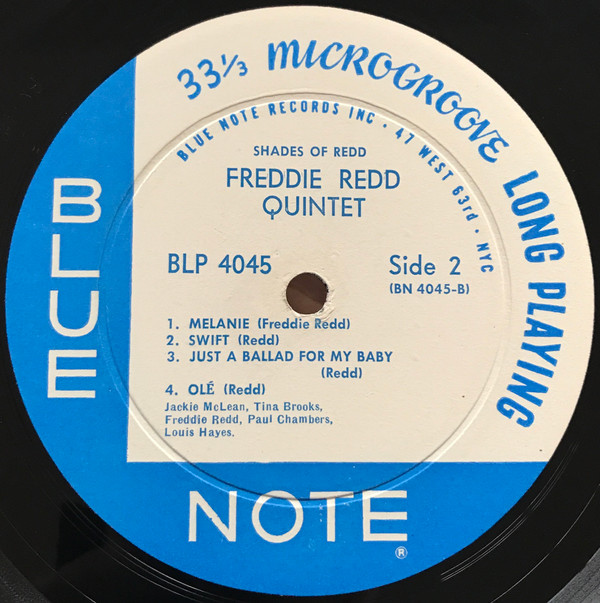 33⅓ MICROGROOVE LONG PLAYING
BLUE NOTE RECORDS INC • 47 WEST 63rd • NYC
SHADES OF REDD
FREDDIE REDD
QUINTET
BLP 4045
Side 2
(BN 4045-B)
1. MELANIE (Freddie Redd)
2. SWIFT (Redd)
3. JUST A BALLAD FOR MY BABY
(Redd)
4. OLÉ (Redd)
Jackie McLean, Tina Brooks,
Freddie Redd, Paul Chambers,
Louis Hayes.
BLUE
NOTE
®